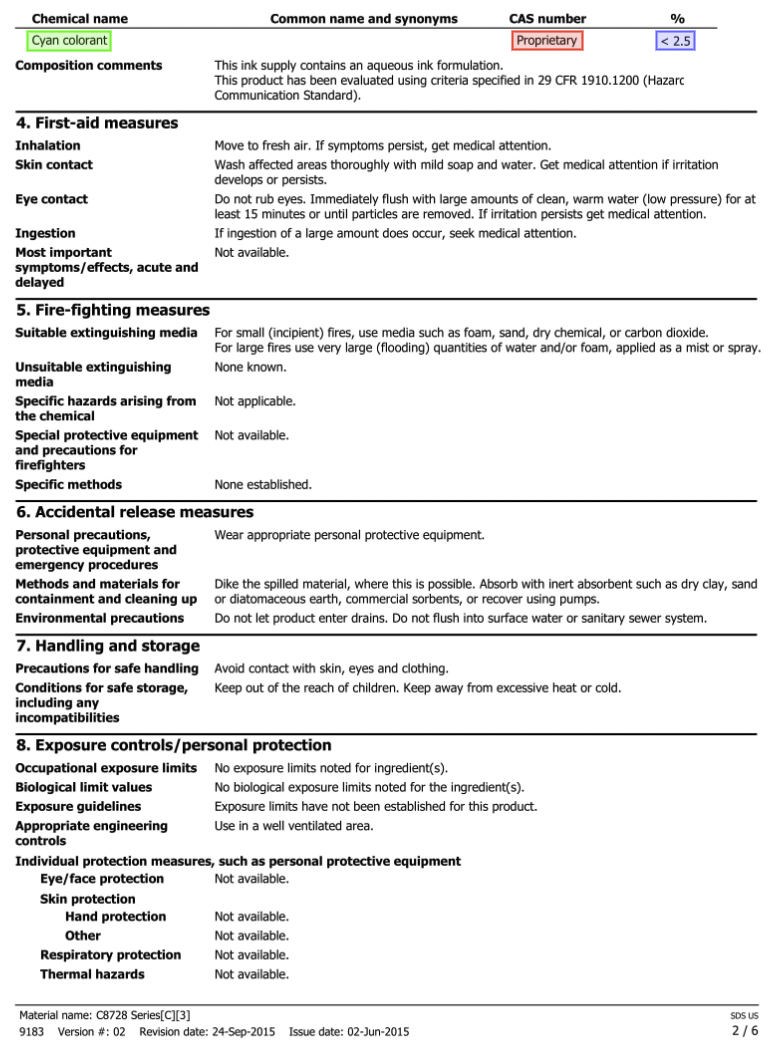 Chemical name Common name and synonyms CAS number %
Cyan colorant Proprietary < 2.5
Composition comments This ink supply contains an aqueous ink formulation.
This product has been evaluated using criteria specified in 29 CFR 1910.1200 (Hazard
Communication Standard).
4. First-aid measures
Inhalation Move to fresh air. If symptoms persist, get medical attention.
Skin contact Wash affected areas thoroughly with mild soap and water. Get medical attention if irritation
develops or persists.
Eye contact Do not rub eyes. Immediately flush with large amounts of clean, warm water (low pressure) for at
least 15 minutes or until particles are removed. If irritation persists get medical attention.
Ingestion If ingestion of a large amount does occur, seek medical attention.
Most important Not available.
symptoms/effects, acute and
delayed
5. Fire-fighting measures
Suitable extinguishing media For small (incipient) fires, use media such as foam, sand, dry chemical, or carbon dioxide.
For large fires use very large (flooding) quantities of water and/or foam, applied as a mist or spray.
Unsuitable extinguishing None known.
media
Specific hazards arising from Not applicable.
the chemical
Special protective equipment Not available.
and precautions for
firefighters
Specific methods None established.
6. Accidental release measures
Personal precautions, Wear appropriate personal protective equipment.
protective equipment and
emergency procedures
Methods and materials for Dike the spilled material, where this is possible. Absorb with inert absorbent such as dry clay, sand
containment and cleaning up or diatomaceous earth, commercial sorbents, or recover using pumps.
Environmental precautions Do not let product enter drains. Do not flush into surface water or sanitary sewer system.
7. Handling and storage
Precautions for safe handling Avoid contact with skin, eyes and clothing.
Conditions for safe storage, Keep out of the reach of children. Keep away from excessive heat or cold.
including any
incompatibilities
8. Exposure controls/personal protection
Occupational exposure limits No exposure limits noted for ingredient(s).
Biological limit values No biological exposure limits noted for the ingredient(s).
Exposure guidelines Exposure limits have not been established for this product.
Appropriate engineering Use in a well ventilated area.
controls
Individual protection measures, such as personal protective equipment
Eye/face protection Not available.
Skin protection
Hand protection Not available.
Other Not available.
Respiratory protection Not available.
Thermal hazards Not available.
Material name: C8728 Series[C][3] SDS US
9183 Version #: 02 Revision date: 24-Sep-2015 Issue date: 02-Jun-2015 2 / 6